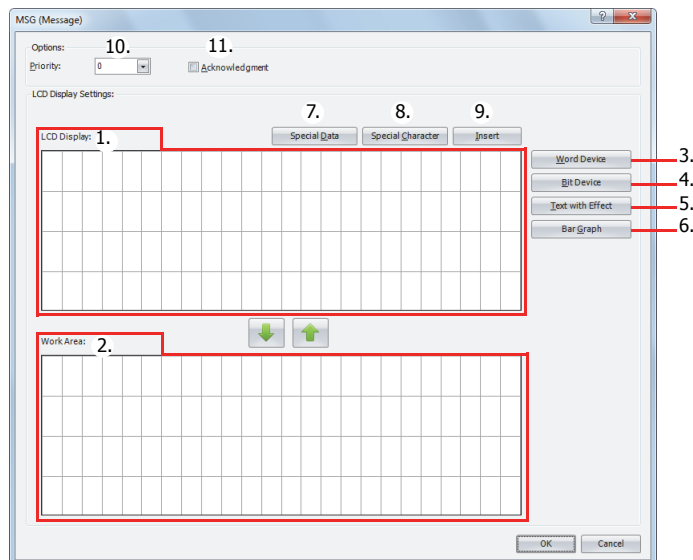 MSG (Message)
Options:
10. 11.
Priority: 0 Acknowledgment
LCD Display Settings:
7. 8. 9.
LCD Display: 1. Special Data Special Character Insert
Word Device 3.
Bit Device 4.
Text with Effect 5.
Bar Graph 6.
Work Area: 2.
OK Cancel